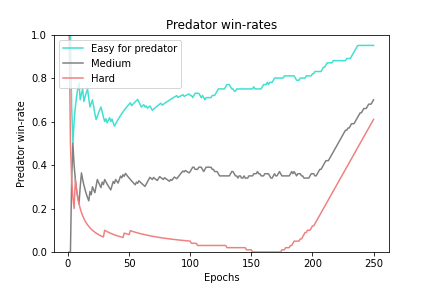 Predator win-rates
Easy for predator
Medium
Hard
Predator win-rate
1.0
0.8
0.6
0.4
0.2
0.0
0
50
100
150
200
250
Epochs